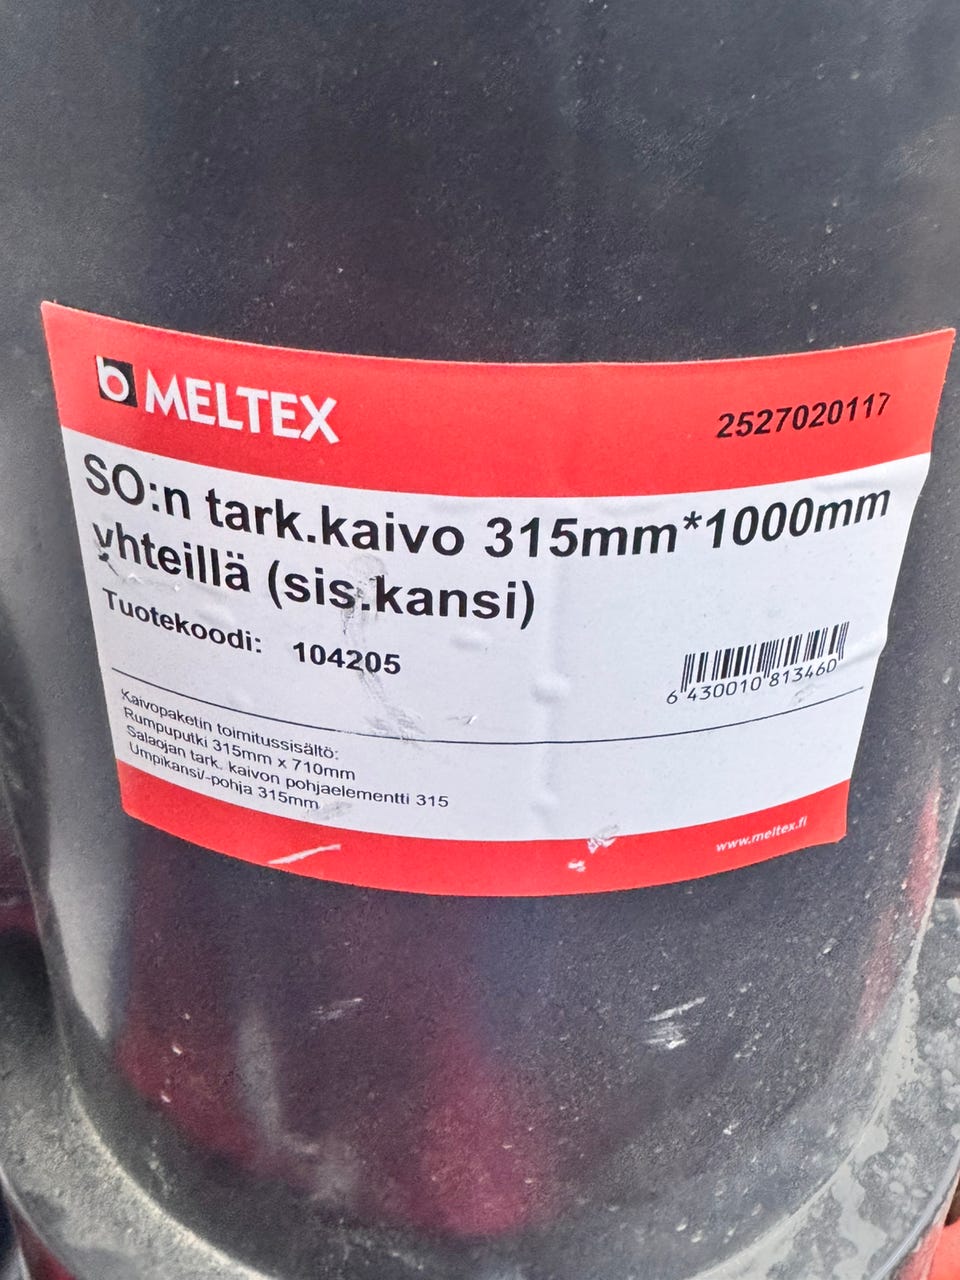 b MELTEX
2527020117
SO:n tark.kaivo 315mm*1000mm
yhteillä (sis.kansi)
Tuotekoodi: 104205
6 430010 813460
Kaivopaketin toimitussisältö:
Rumpuputki 315mm x 710mm
Salaojan tark. kaivon pohjaelementti 315
Umpikansi/-pohja 315mm
www.meltex.fi